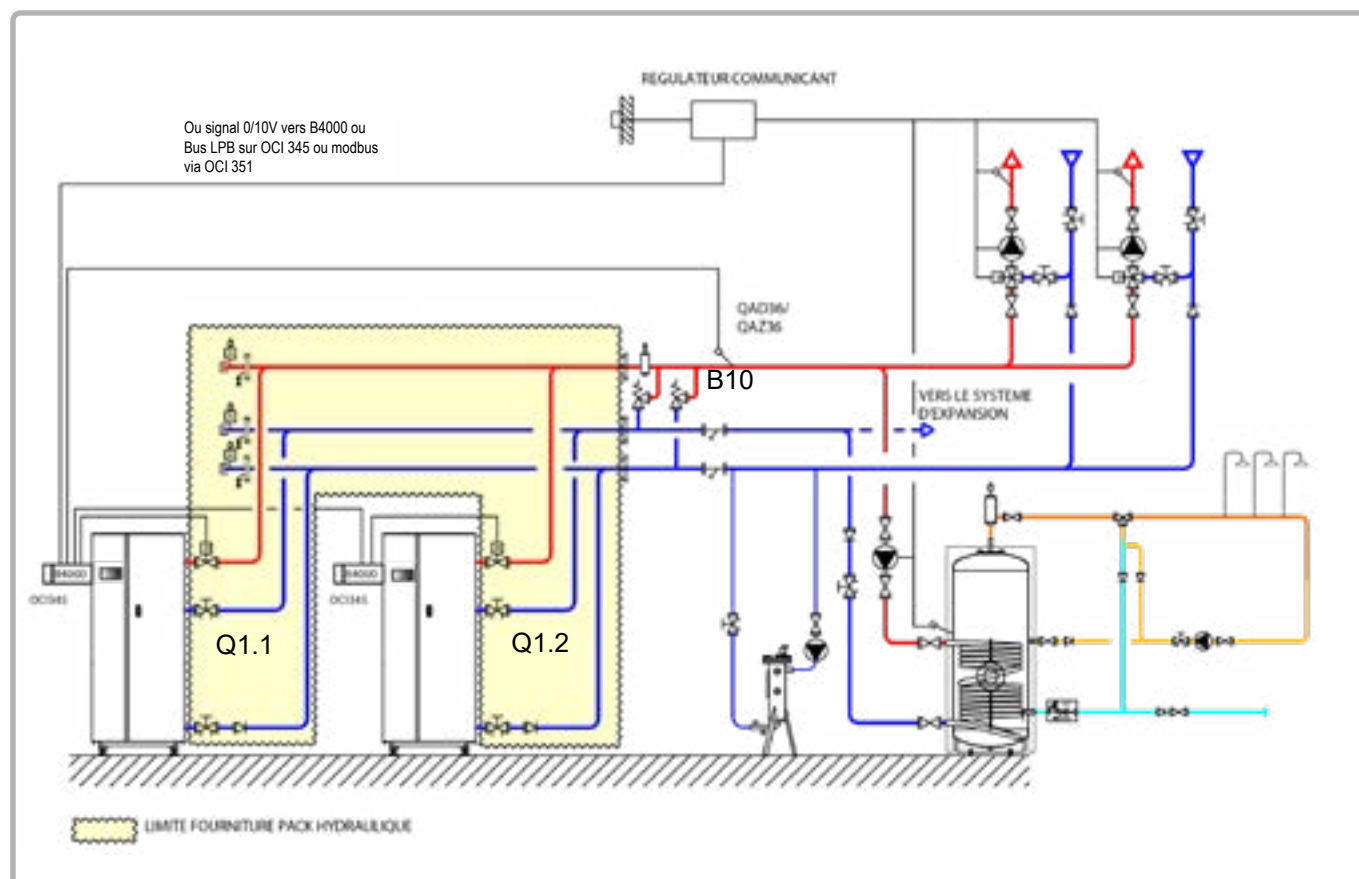 REGULATEUR COMMUNICANT
Ou signal 0/10V vers B4000 ou
Bus LPB sur OCI 345 ou modbus
via OCI 351
QAD36/
QAZ36
B10
VERS LE SYSTEME
D'EXPANSION
B4000
B4000
OCI345
OCI345
Q1.1
Q1.2
LIMITE FOURNITURE PACK HYDRAULIQUE